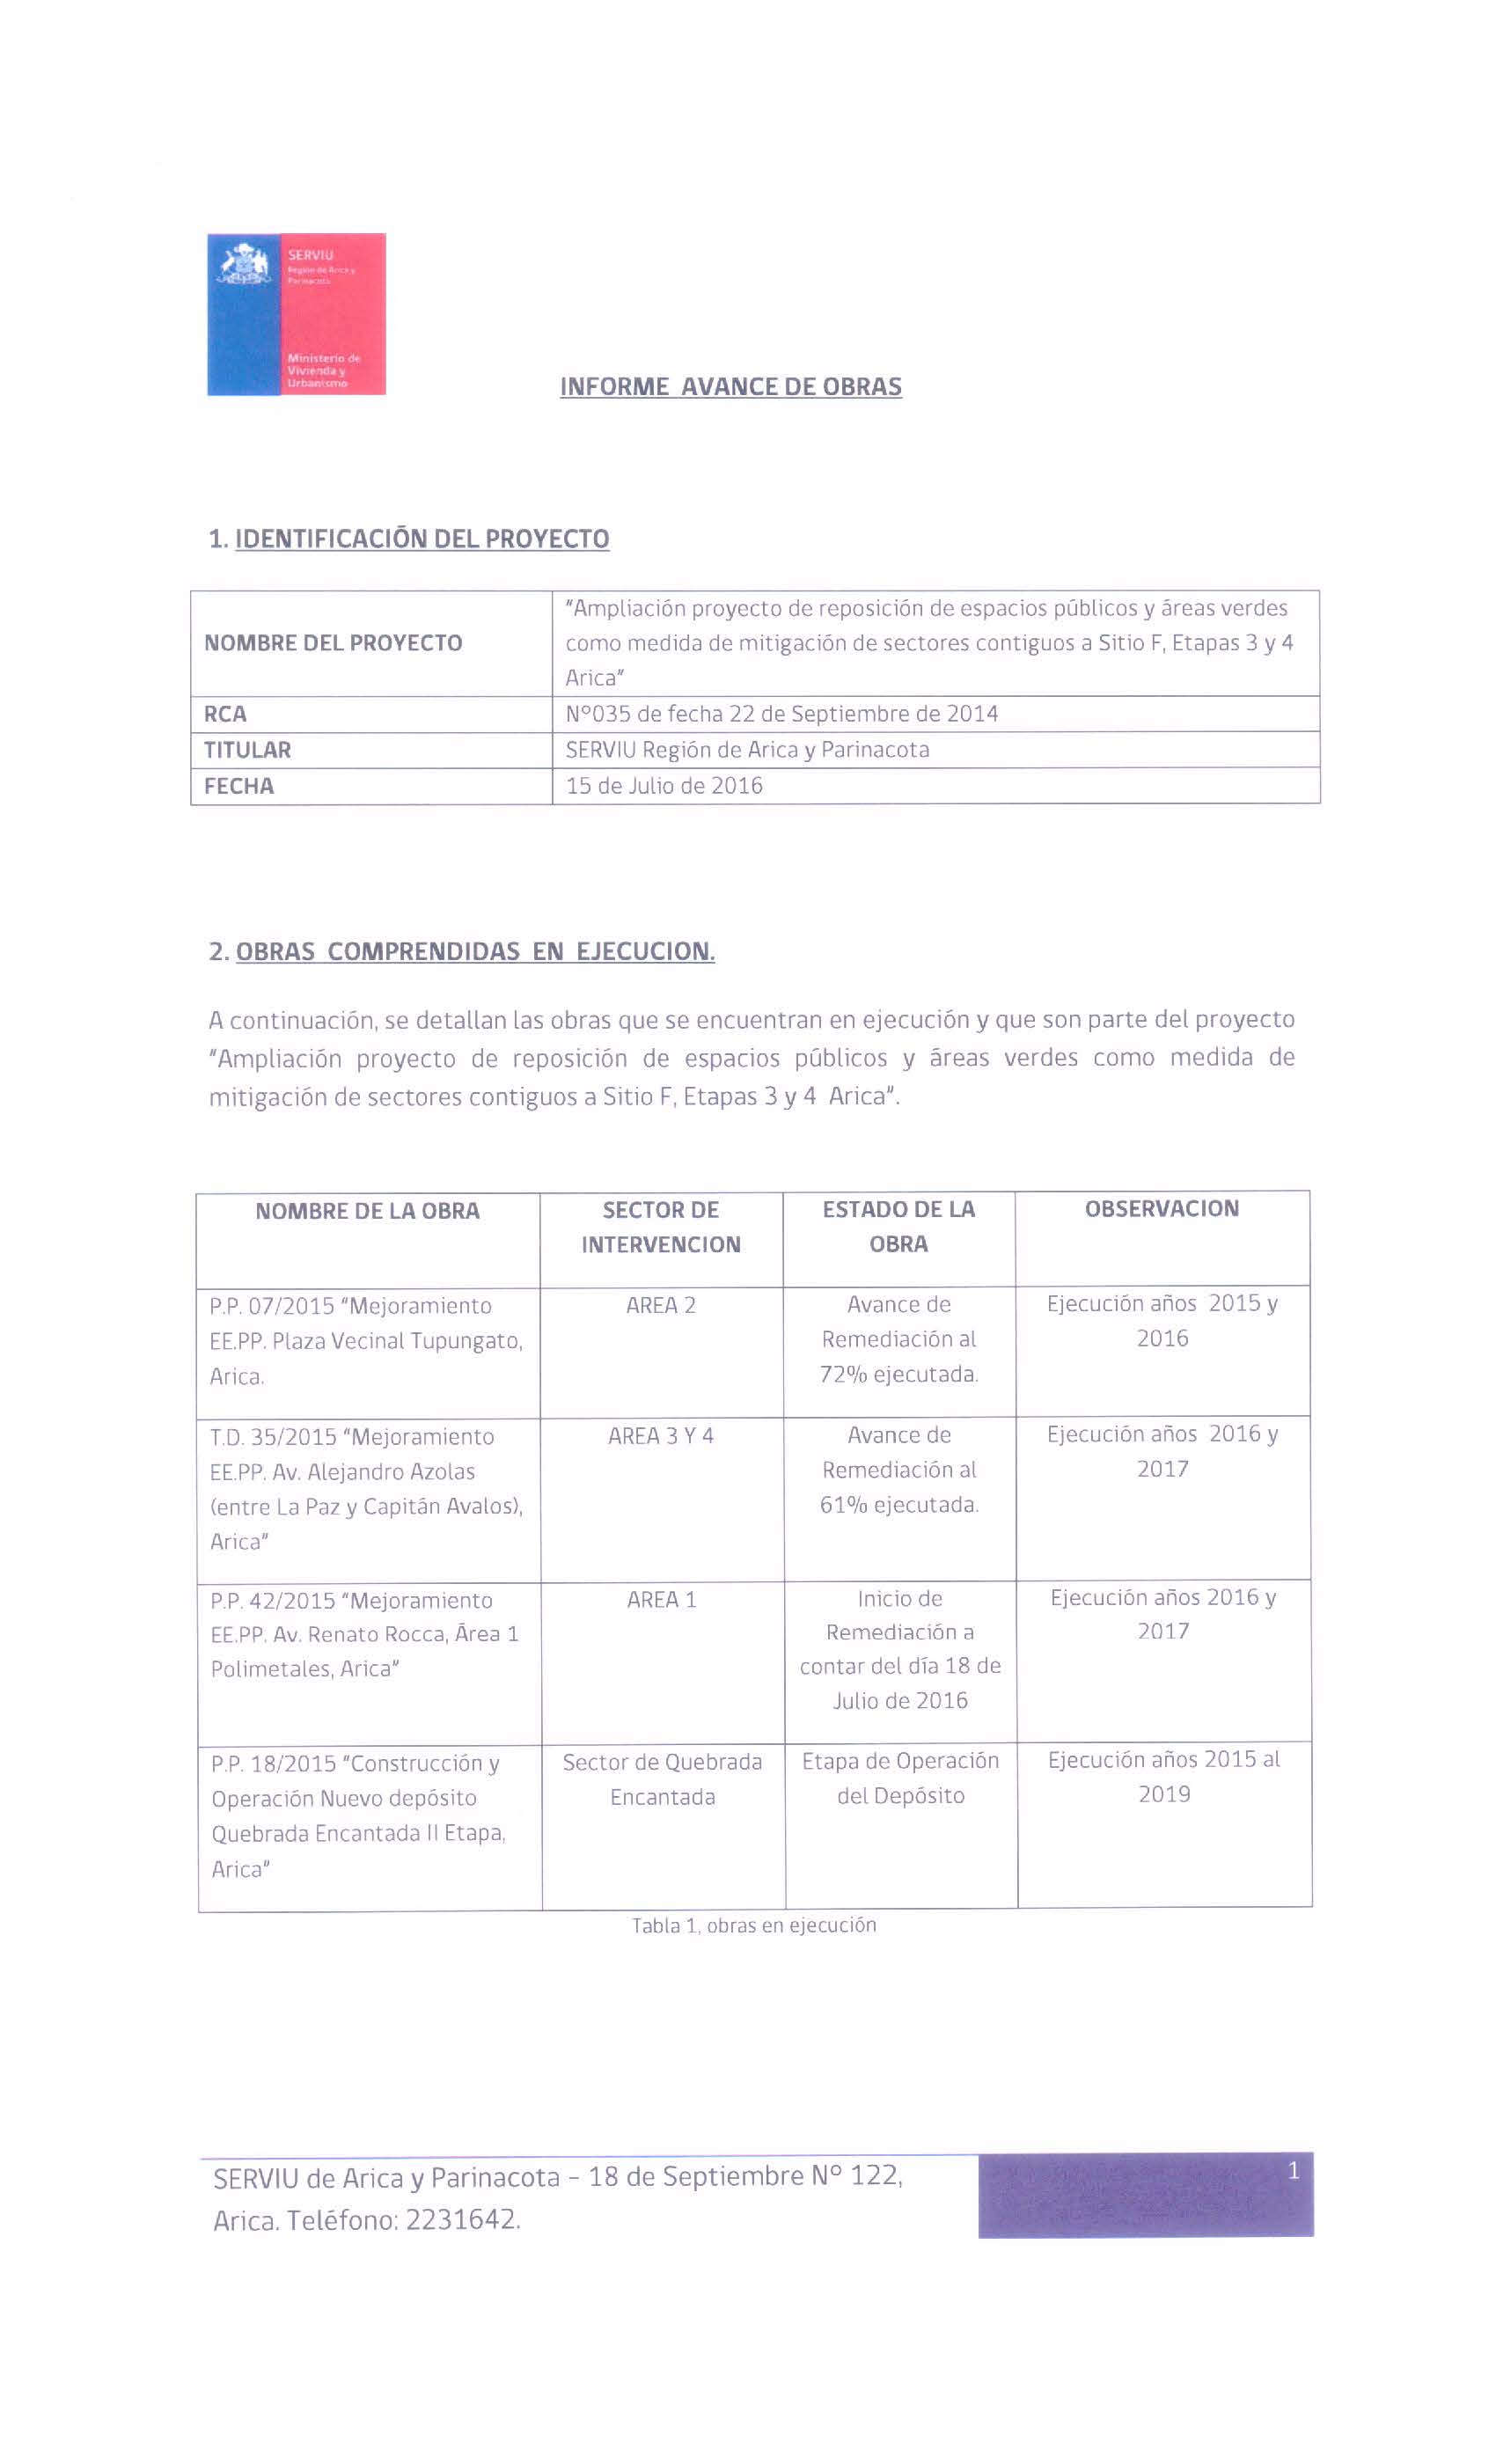 SERVIU
Región de Arica y
Parinacota
Ministerio de
Vivienda y
Urbanismo
INFORME AVANCE DE OBRAS
1. IDENTIFICACIÓN DEL PROYECTO
NOMBRE DEL PROYECTO
"Ampliación proyecto de reposición de espacios públicos y áreas verdes
como medida de mitigación de sectores contiguos a Sitio F, Etapas 3 y 4
Arica"
RCA
N°035 de fecha 22 de Septiembre de 2014
TITULAR
SERVIU Región de Arica y Parinacota
FECHA
15 de Julio de 2016
2. OBRAS COMPRENDIDAS EN EJECUCION.
A continuación, se detallan las obras que se encuentran en ejecución y que son parte del proyecto
"Ampliación proyecto de reposición de espacios públicos y áreas verdes como medida de
mitigación de sectores contiguos a Sitio F, Etapas 3 y 4 Arica".
NOMBRE DE LA OBRA
SECTOR DE
INTERVENCION
ESTADO DE LA
OBRA
OBSERVACION
P.P. 07/2015 "Mejoramiento
EE.PP. Plaza Vecinal Tupungato,
Arica.
AREA 2
Avance de
Remediación al
72% ejecutada.
Ejecución años 2015 y
2016
T.D. 35/2015 "Mejoramiento
EE.PP. Av. Alejandro Azolas
(entre La Paz y Capitán Avalos),
Arica"
AREA 3 Y 4
Avance de
Remediación al
61% ejecutada.
Ejecución años 2016 y
2017
P.P. 42/2015 "Mejoramiento
EE.PP. Av. Renato Rocca, Área 1
Polimetales, Arica"
AREA 1
Inicio de
Remediación a
contar del día 18 de
Julio de 2016
Ejecución años 2016 y
2017
P.P. 18/2015 "Construcción y
Operación Nuevo depósito
Quebrada Encantada II Etapa,
Arica"
Sector de Quebrada
Encantada
Etapa de Operación
del Depósito
Ejecución años 2015 al
2019
Tabla 1, obras en ejecución
SERVIU de Arica y Parinacota – 18 de Septiembre N° 122,
Arica. Teléfono: 2231642.
1